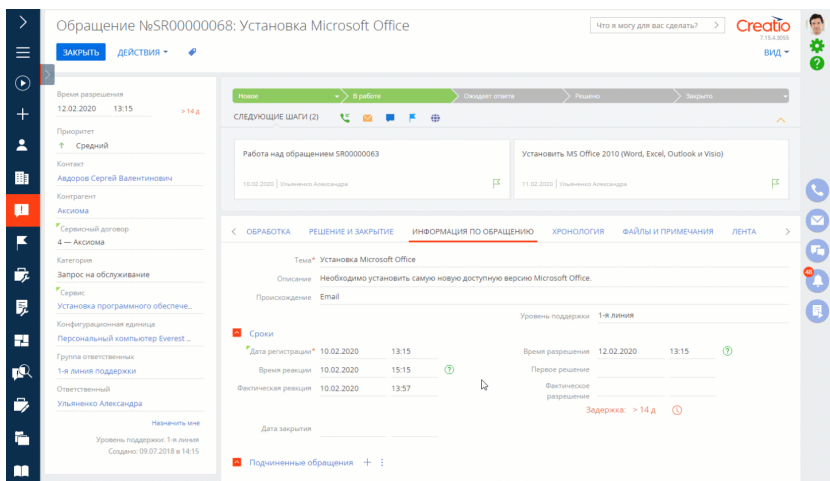 Обращение №SR00000068: Установка Microsoft Office
Что я могу для вас сделать?
Creatio
7.15.4.3055
ЗАКРЫТЬ
ДЕЙСТВИЯ
ВИД
Время разрешения
12.02.2020 13:15 > 14 д
Приоритет
Средний
Контакт
Авдоров Сергей Валентинович
Контрагент
Аксиома
Сервисный договор
4 — Аксиома
Категория
Запрос на обслуживание
Сервис
Установка программного обеспече...
Конфигурационная единица
Персональный компьютер Everest ...
Группа ответственных
1-я линия поддержки
Ответственный
Ульяненко Александра
Назначить мне
Уровень поддержки: 1-я линия
Создано: 09.07.2018 в 14:15
Новое
В работе
Ожидает ответа
Решено
Закрыто
СЛЕДУЮЩИЕ ШАГИ (2)
Работа над обращением SR00000063
10.02.2020 | Ульяненко Александра
Установить MS Office 2010 (Word, Excel, Outlook и Visio)
11.02.2020 | Ульяненко Александра
ОБРАБОТКА
РЕШЕНИЕ И ЗАКРЫТИЕ
ИНФОРМАЦИЯ ПО ОБРАЩЕНИЮ
ХРОНОЛОГИЯ
ФАЙЛЫ И ПРИМЕЧАНИЯ
ЛЕНТА
Тема* Установка Microsoft Office
Описание Необходимо установить самую новую доступную версию Microsoft Office.
Происхождение Email
Уровень поддержки 1-я линия
Сроки
Дата регистрации* 10.02.2020 13:15
Время разрешения 12.02.2020 13:15
Время реакции 10.02.2020 15:15
Первое решение
Фактическая реакция 10.02.2020 13:57
Фактическое
разрешение
Задержка: > 14 д
Дата закрытия
Подчиненные обращения
48